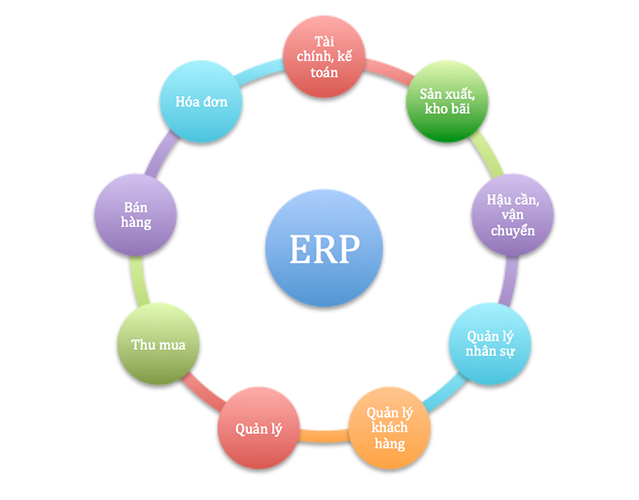 Tài
chính, kế
toán
Sản xuất,
kho bãi
Hậu cần,
vận
chuyển
Quản lý
nhân sự
Quản lý
khách
hàng
Quản lý
Thu mua
Bán
hàng
Hóa đơn
ERP